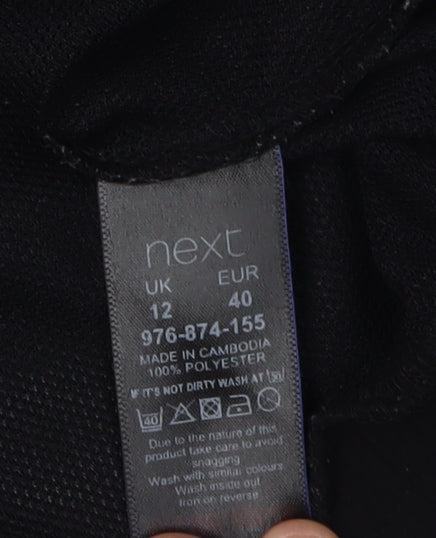 next
UK EUR
12 40
976-874-155
MADE IN CAMBODIA
100% POLYESTER
IF IT'S NOT DIRTY WASH AT 30
40
Due to the nature of this
product take care to avoid
snagging
Wash with similar colours
Wash inside out
Iron on reverse